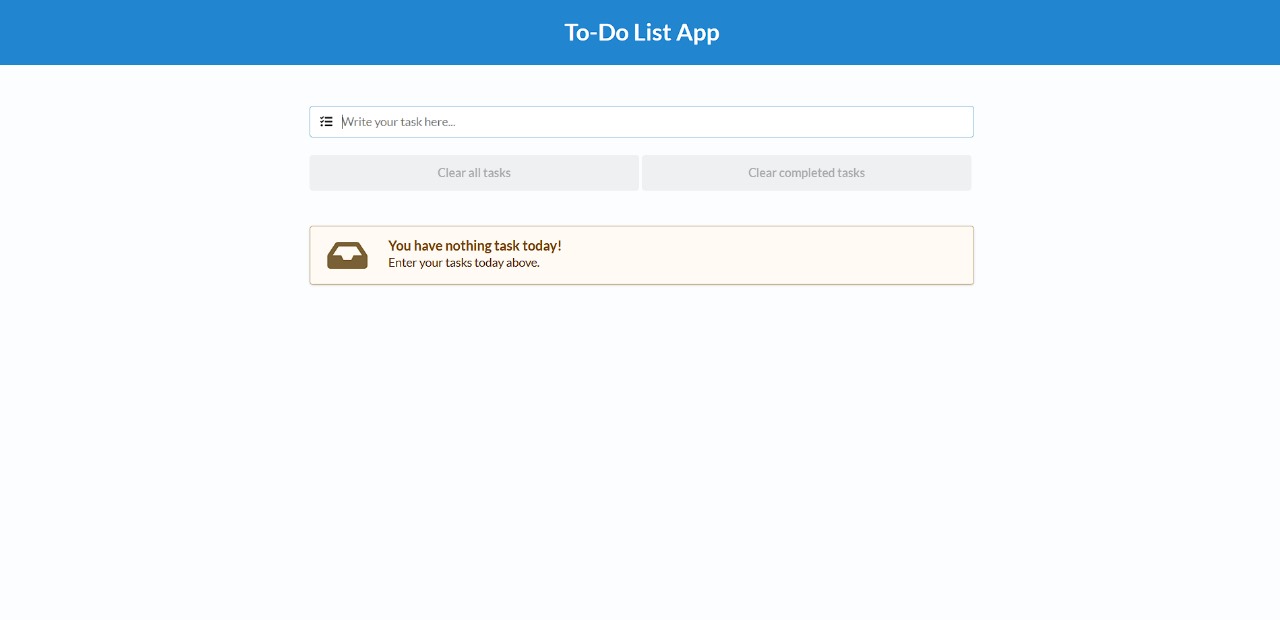 To-Do List App
Write your task here...
Clear all tasks
Clear completed tasks
You have nothing task today!
Enter your tasks today above.